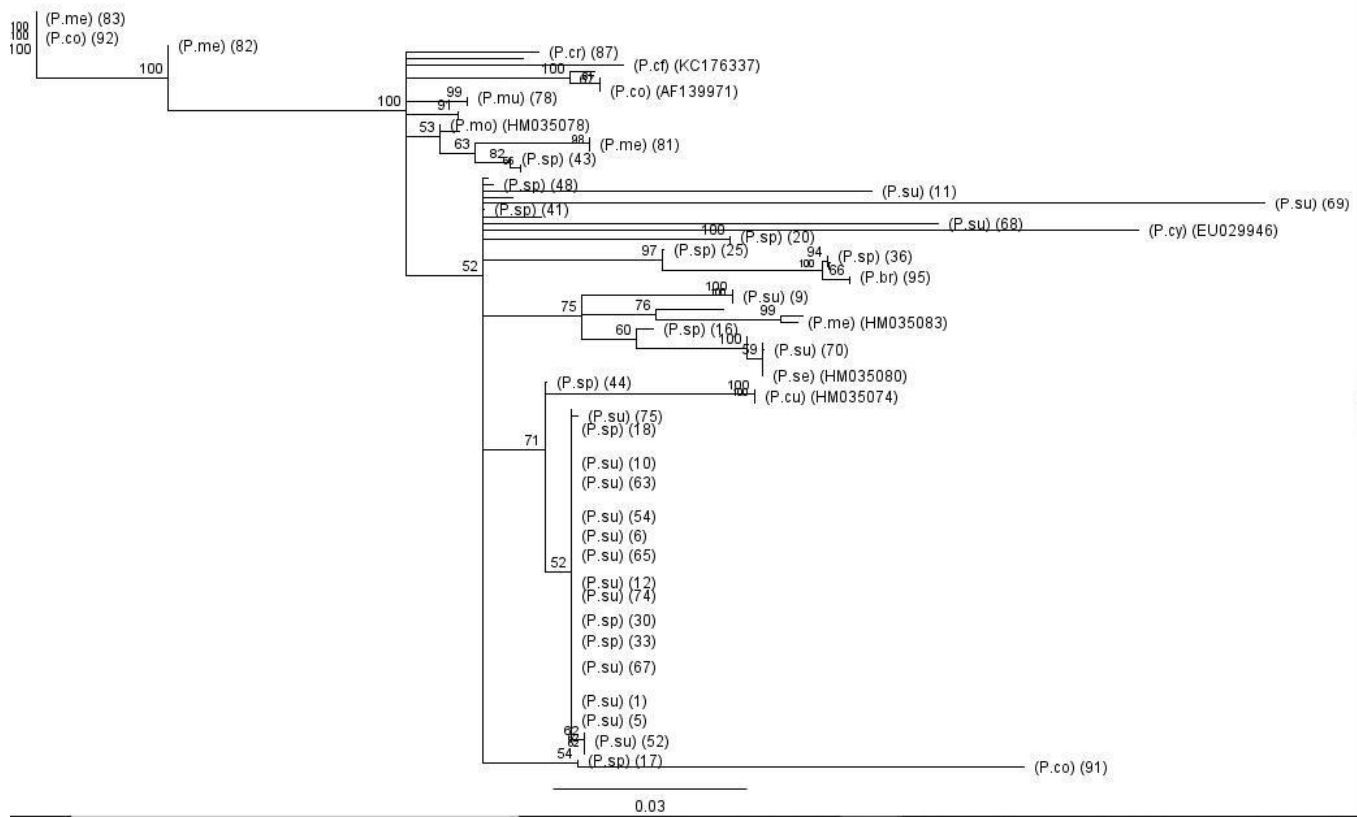 (P.me) (83)
100
100
(P.co) (92)
100
(P.me) (82)
100
(P.cr) (87)
(P.cf) (KC176337)
100
(P.co) (AF139971)
99
(P.mu) (78)
100
91
(P.mo) (HM035078)
53
63
98
(P.me) (81)
82
(P.sp) (43)
(P.sp) (48)
(P.su) (11)
(P.su) (69)
(P.sp) (41)
(P.su) (68)
(P.cy) (EU029946)
100
(P.sp) (20)
97
(P.sp) (25)
94
(P.sp) (36)
100
66
(P.br) (95)
52
100
100
(P.su) (9)
75
76
99
(P.me) (HM035083)
60
(P.sp) (16)
100
59
(P.su) (70)
(P.se) (HM035080)
(P.sp) (44)
100
100
(P.cu) (HM035074)
(P.su) (75)
(P.sp) (18)
71
(P.su) (10)
(P.su) (63)
(P.su) (54)
(P.su) (6)
(P.su) (65)
52
(P.su) (12)
(P.su) (74)
(P.sp) (30)
(P.sp) (33)
(P.su) (67)
(P.su) (1)
(P.su) (5)
62
62
(P.su) (52)
54
(P.sp) (17)
(P.co) (91)
0.03